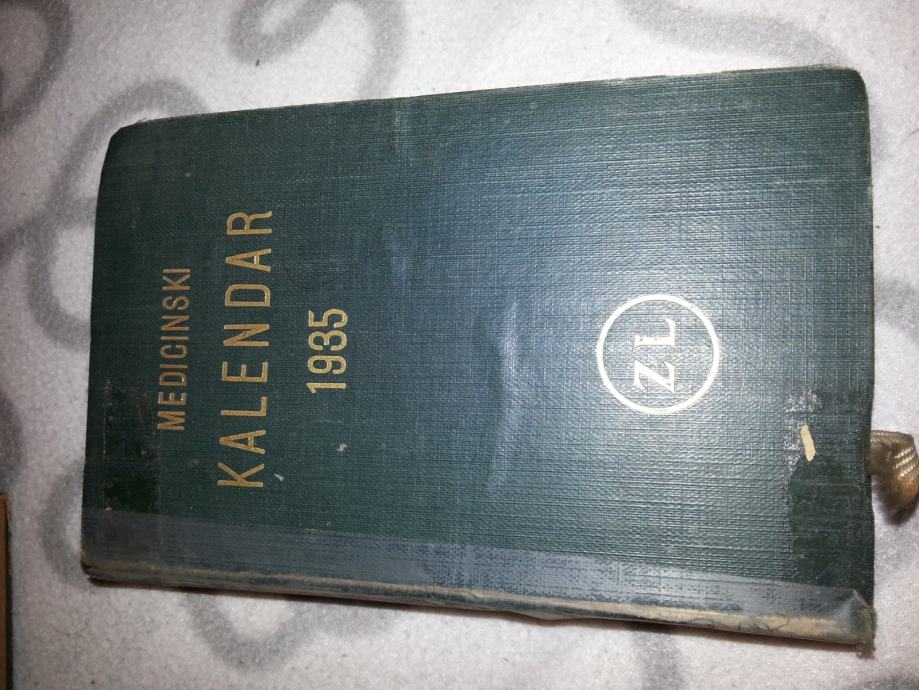 MEDICINSKI
KALENDAR
1935
ZL